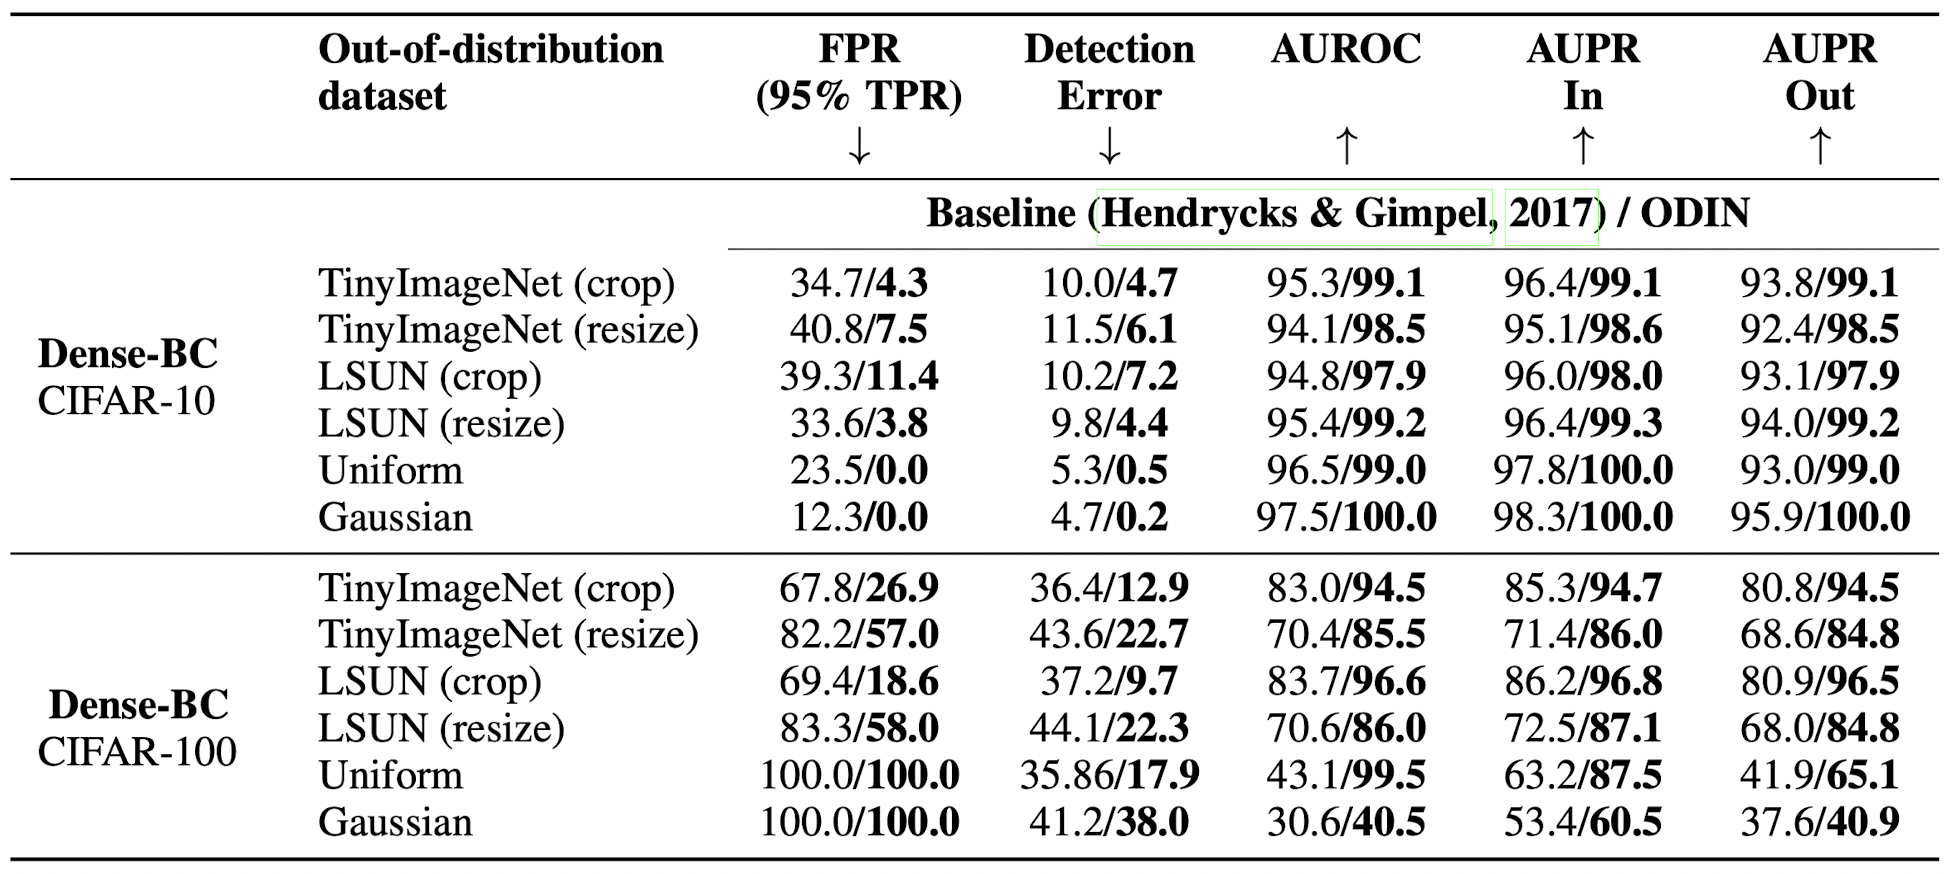 Out-of-distribution dataset FPR (95% TPR) ↓ Detection Error ↓ AUROC ↑ AUPR In ↑ AUPR Out ↑
Baseline (Hendrycks & Gimpel, 2017) / ODIN
Dense-BC CIFAR-10
TinyImageNet (crop) 34.7/4.3 10.0/4.7 95.3/99.1 96.4/99.1 93.8/99.1
TinyImageNet (resize) 40.8/7.5 11.5/6.1 94.1/98.5 95.1/98.6 92.4/98.5
LSUN (crop) 39.3/11.4 10.2/7.2 94.8/97.9 96.0/98.0 93.1/97.9
LSUN (resize) 33.6/3.8 9.8/4.4 95.4/99.2 96.4/99.3 94.0/99.2
Uniform 23.5/0.0 5.3/0.5 96.5/99.0 97.8/100.0 93.0/99.0
Gaussian 12.3/0.0 4.7/0.2 97.5/100.0 98.3/100.0 95.9/100.0
Dense-BC CIFAR-100
TinyImageNet (crop) 67.8/26.9 36.4/12.9 83.0/94.5 85.3/94.7 80.8/94.5
TinyImageNet (resize) 82.2/57.0 43.6/22.7 70.4/85.5 71.4/86.0 68.6/84.8
LSUN (crop) 69.4/18.6 37.2/9.7 83.7/96.6 86.2/96.8 80.9/96.5
LSUN (resize) 83.3/58.0 44.1/22.3 70.6/86.0 72.5/87.1 68.0/84.8
Uniform 100.0/100.0 35.86/17.9 43.1/99.5 63.2/87.5 41.9/65.1
Gaussian 100.0/100.0 41.2/38.0 30.6/40.5 53.4/60.5 37.6/40.9